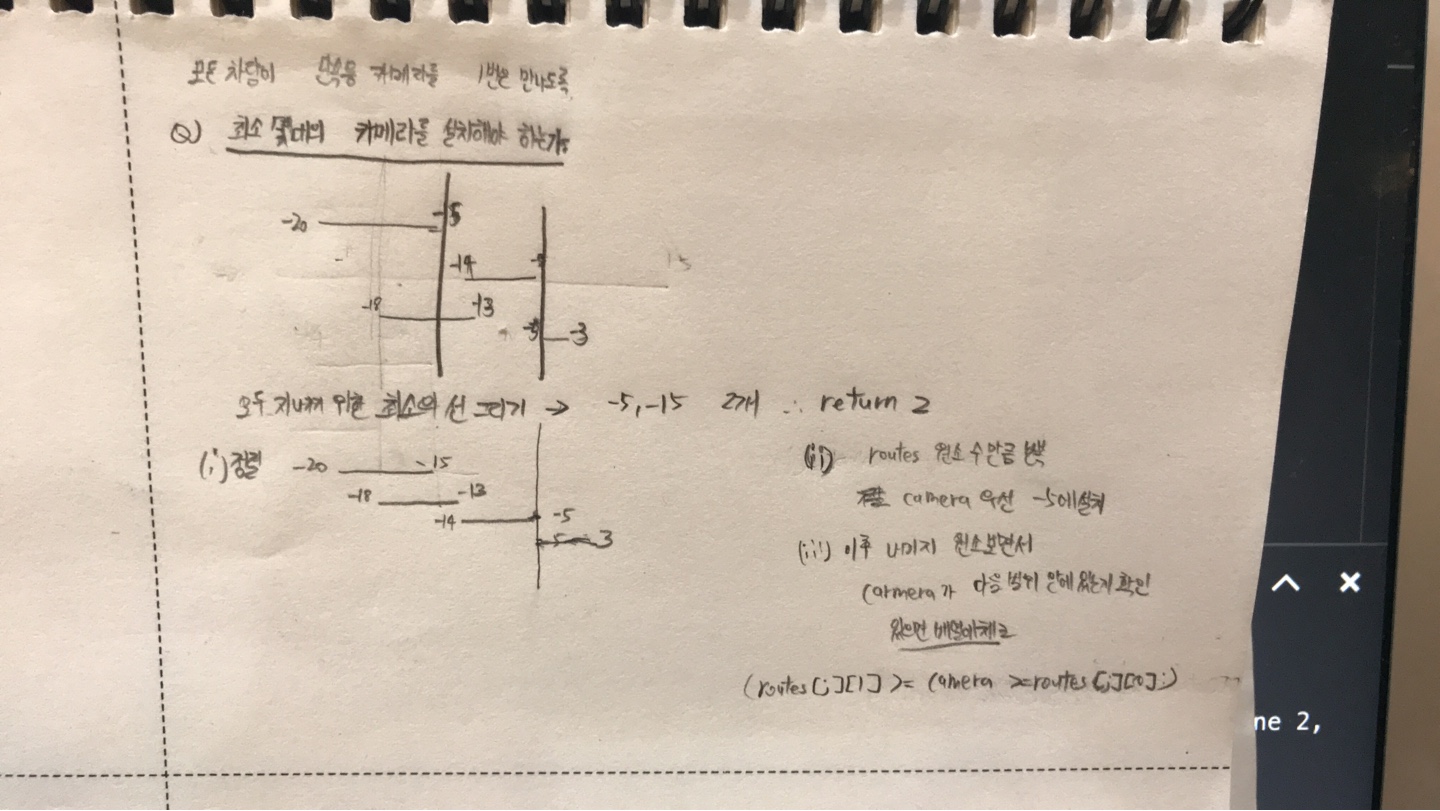 모든 차량이 단속용 카메라를 1번은 만나도록
Q) 최소 몇대의 카메라를 설치해야 하는가?
-20 -15
-14 -5
-18 -13
-5 -3
15
모두 지나기 위한 최소의 선 그리기 → -5, -15 2개 ∴ return 2
(i) 정렬 -20 -15
-18 -13
-14 -5
-5 -3
(ii) routes 원소 수만큼
camera 우선 -5에 설치
(iii) 이후 나머지 원소보면서
carmera가 다음 범위 안에 있는지 확인
있으면 배열에체크
(routes[j][1] >= camera >= routes[j][0];)
ne 2,